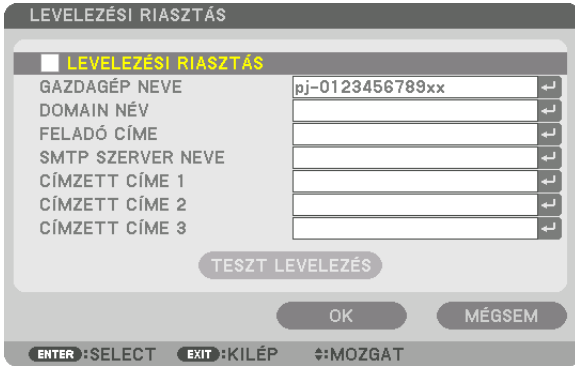 LEVELEZÉSI RIASZTÁS
LEVELEZÉSI RIASZTÁS
GAZDAGÉP NEVE pj-0123456789xx
DOMAIN NÉV
FELADÓ CÍME
SMTP SZERVER NEVE
CÍMZETT CÍME 1
CÍMZETT CÍME 2
CÍMZETT CÍME 3
TESZT LEVELEZÉS
OK MÉGSEM
ENTER:SELECT EXIT:KILÉP :MOZGAT